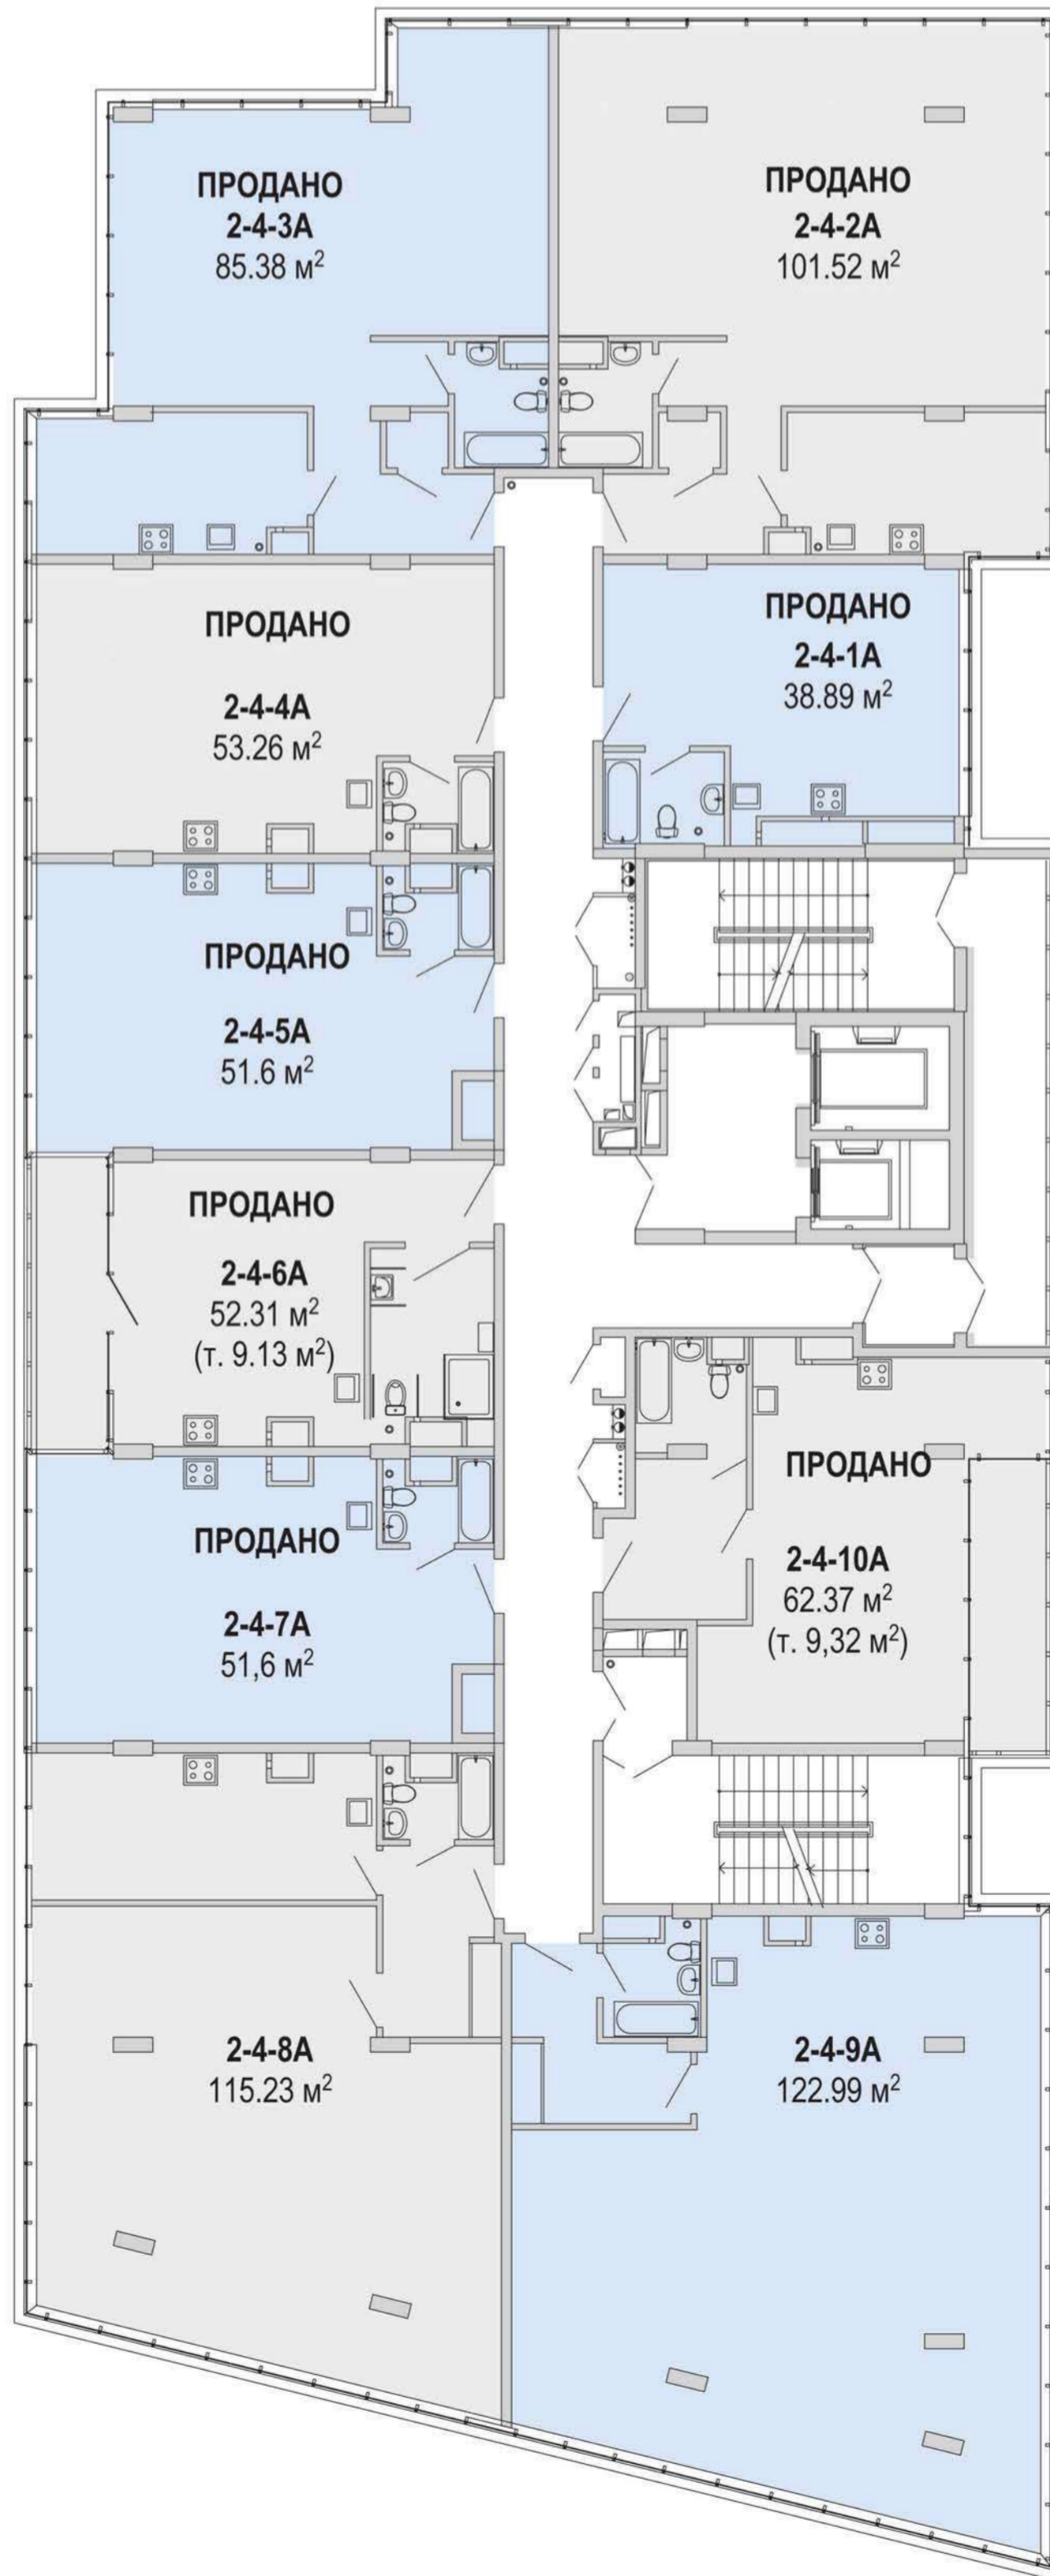 ПРОДАНО
2-4-3А
85.38 м²
ПРОДАНО
2-4-2А
101.52 м²
ПРОДАНО
2-4-4А
53.26 м²
ПРОДАНО
2-4-1А
38.89 м²
ПРОДАНО
2-4-5А
51.6 м²
ПРОДАНО
2-4-6А
52.31 м²
(т. 9.13 м²)
ПРОДАНО
2-4-10А
62.37 м²
(т. 9,32 м²)
ПРОДАНО
2-4-7А
51,6 м²
2-4-8А
115.23 м²
2-4-9А
122.99 м²